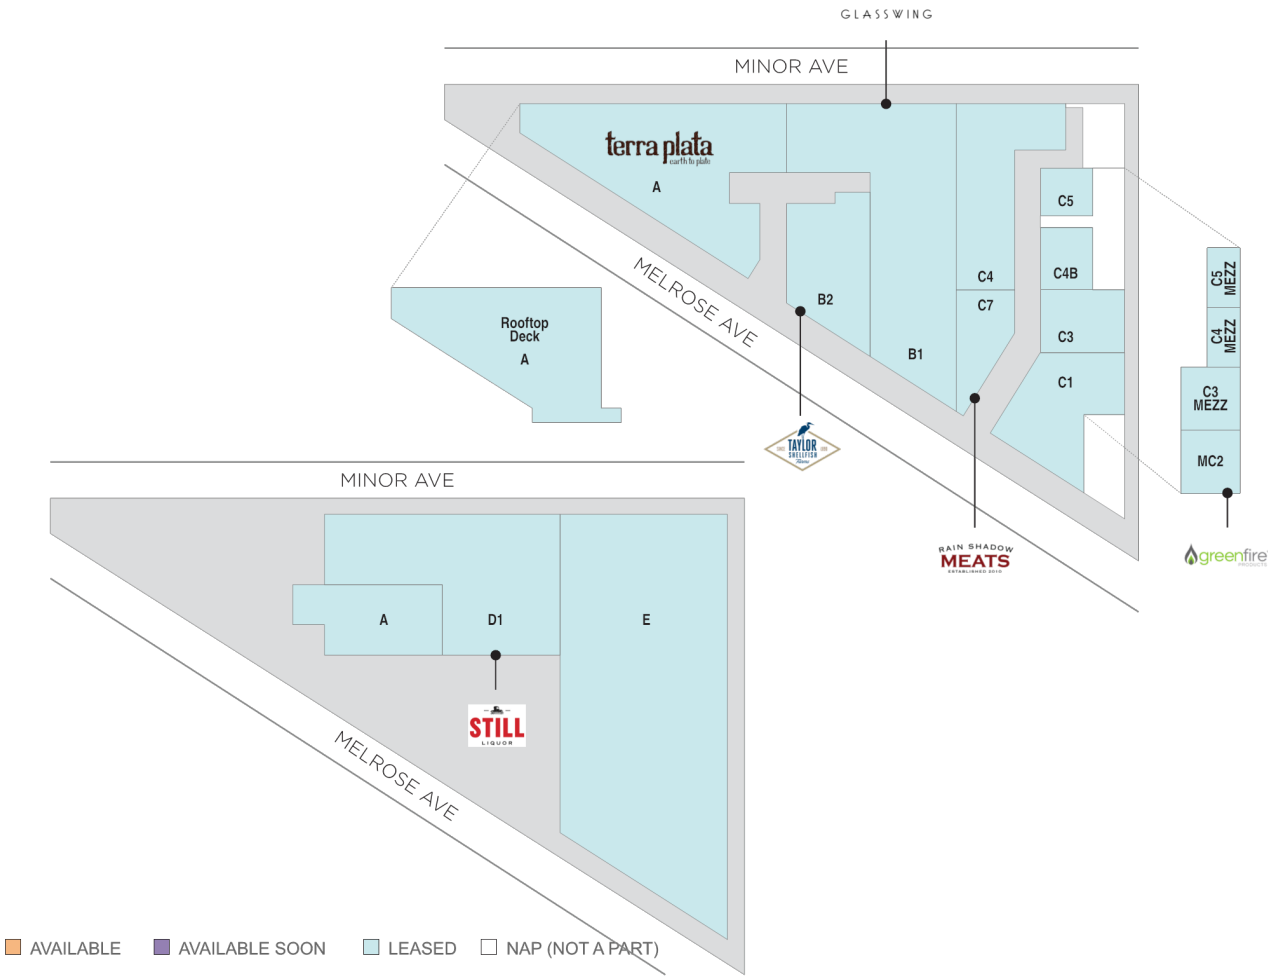 GLASSWING
MINOR AVE
terra plata
earth to plate
A
C5
C4
C4B
C5
MEZZ
B2
C7
C3
C4
MEZZ
MELROSE AVE
B1
C1
C3
MEZZ
Rooftop
Deck
A
TAYLOR
SHELLFISH
Farms
MC2
MINOR AVE
RAIN SHADOW
MEATS
ESTABLISHED 2010
greenfire
PRODUCTS
A
D1
E
STILL
LIQUOR
MELROSE AVE
AVAILABLE
AVAILABLE SOON
LEASED
NAP (NOT A PART)